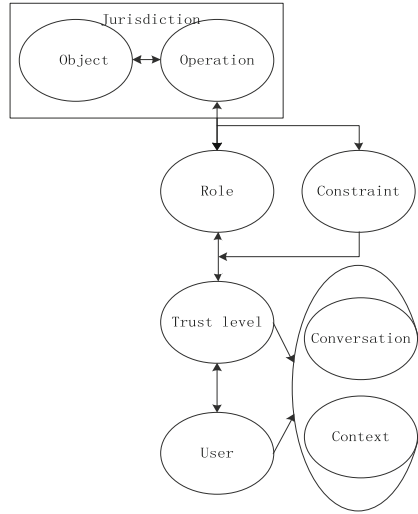 Jurisdiction
Object
Operation
Role
Constraint
Trust level
Conversation
User
Context